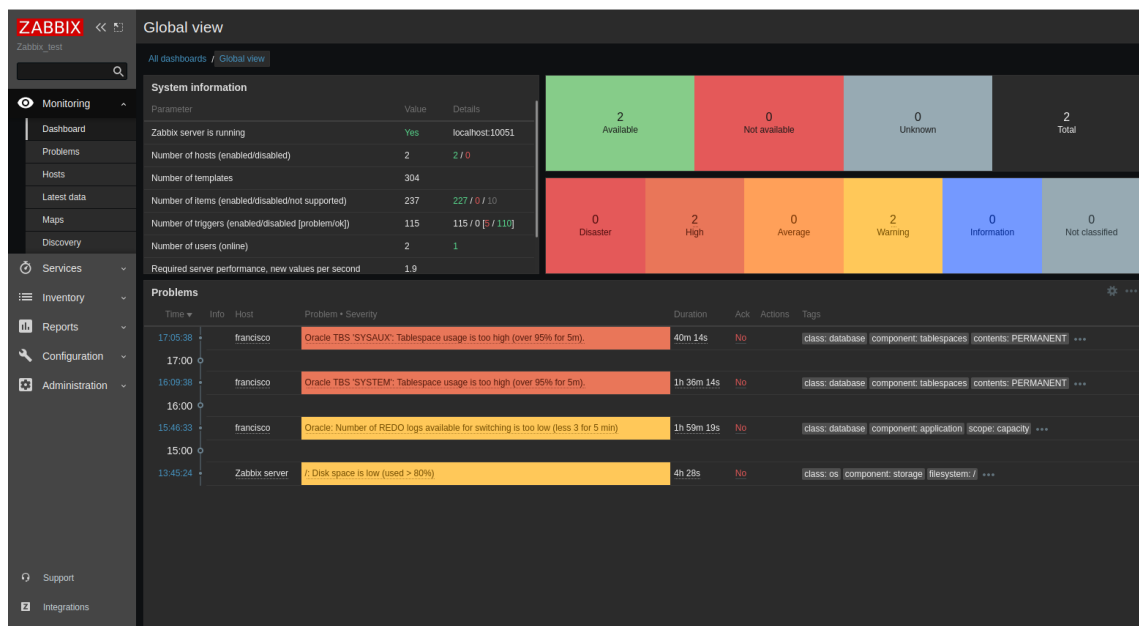 ZABBIX
Zabbix_test
Monitoring
Dashboard
Problems
Hosts
Latest data
Maps
Discovery
Services
Inventory
Reports
Configuration
Administration
Support
Z Integrations
Global view
All dashboards / Global view
System information
Parameter Value Details
Zabbix server is running Yes localhost:10051
Number of hosts (enabled/disabled) 2 2 / 0
Number of templates 304
Number of items (enabled/disabled/not supported) 237 227 / 0 / 10
Number of triggers (enabled/disabled [problem/ok]) 115 115 / 0 [5 / 110]
Number of users (online) 2 1
Required server performance, new values per second 1.9
2 Available
0 Not available
0 Unknown
2 Total
0 Disaster
2 High
0 Average
2 Warning
0 Information
0 Not classified
Problems
Time Info Host Problem • Severity Duration Ack Actions Tags
17:05:38 francisco Oracle TBS 'SYSAUX': Tablespace usage is too high (over 95% for 5m). 40m 14s No class: database component: tablespaces contents: PERMANENT
17:00
16:09:38 francisco Oracle TBS 'SYSTEM': Tablespace usage is too high (over 95% for 5m). 1h 36m 14s No class: database component: tablespaces contents: PERMANENT
16:00
15:46:33 francisco Oracle: Number of REDO logs available for switching is too low (less 3 for 5 min) 1h 59m 19s No class: database component: application scope: capacity
15:00
13:45:24 Zabbix server /: Disk space is low (used > 80%) 4h 28s No class: os component: storage filesystem: /